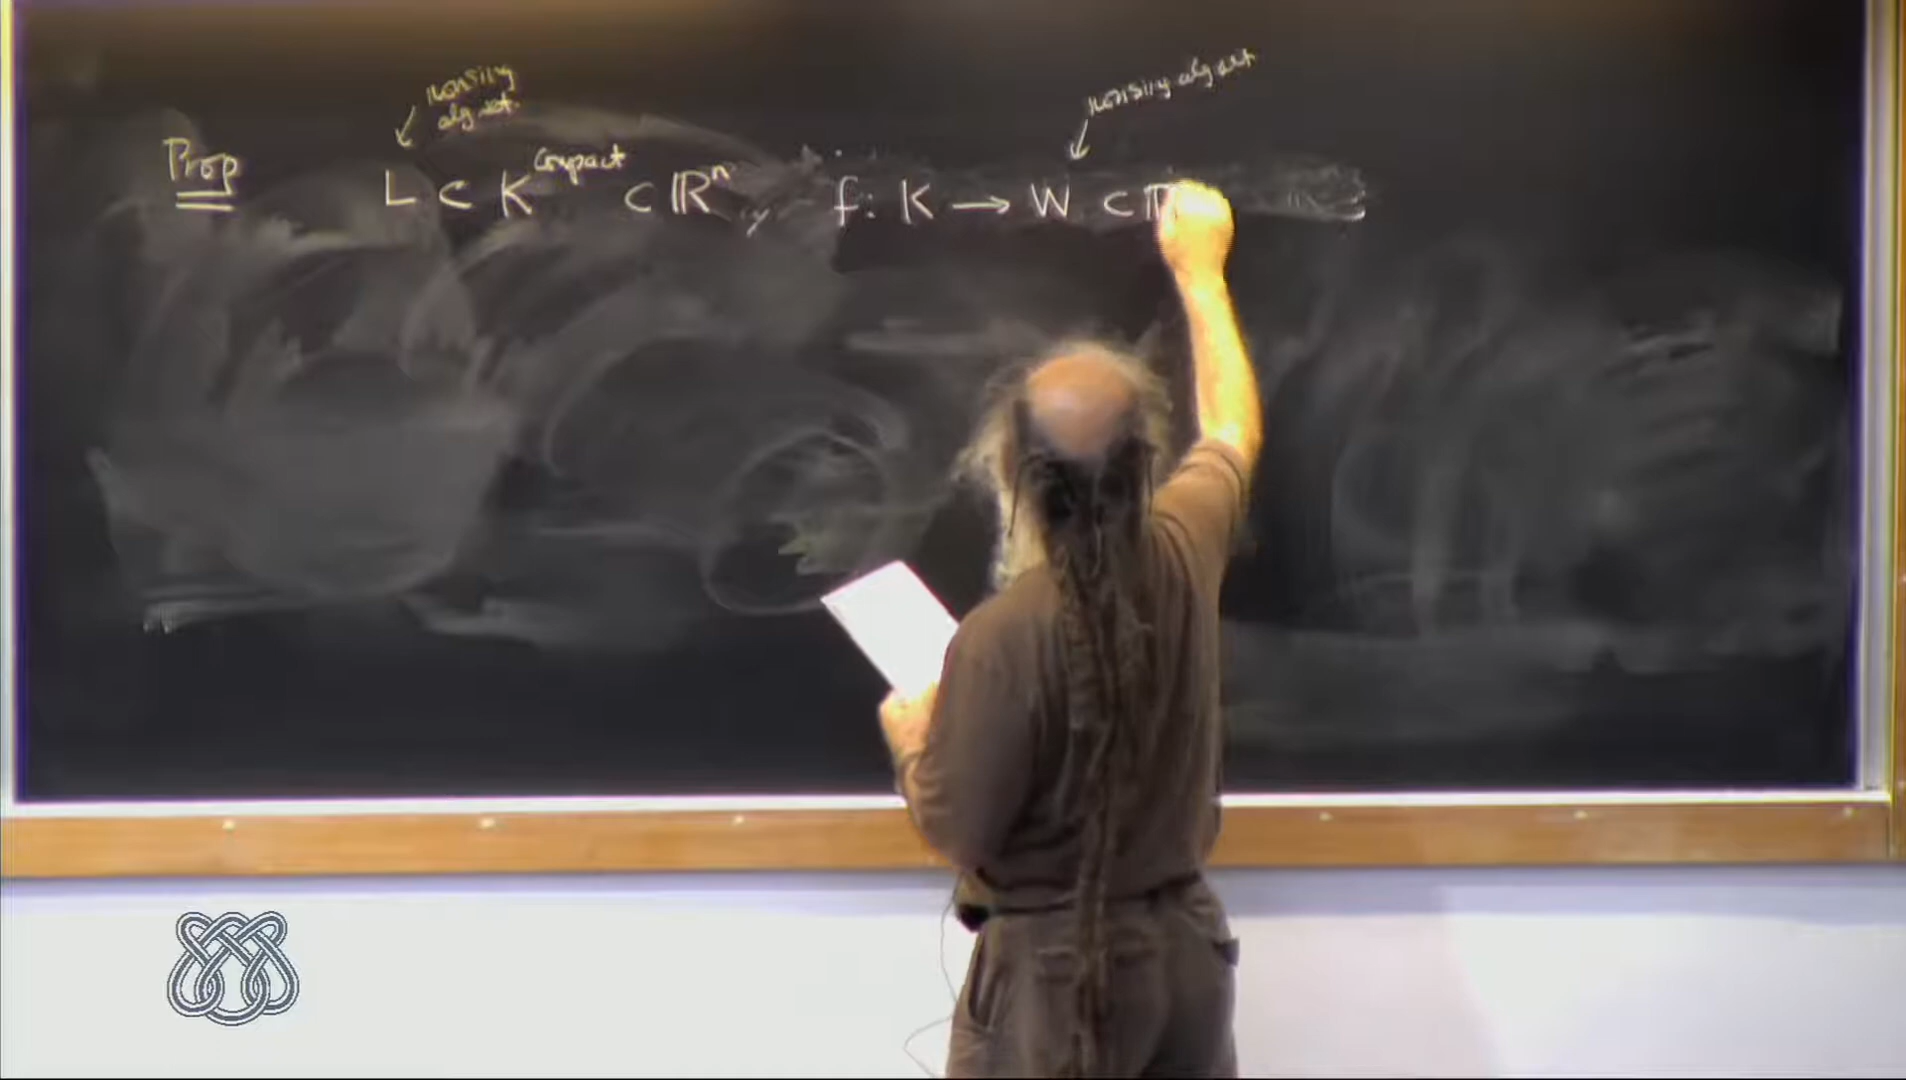 nonsing alg set
nonsing
alg set.
Prop L ⊂ K compact ⊂ ℝⁿ, f: K → W ⊂ ℝ